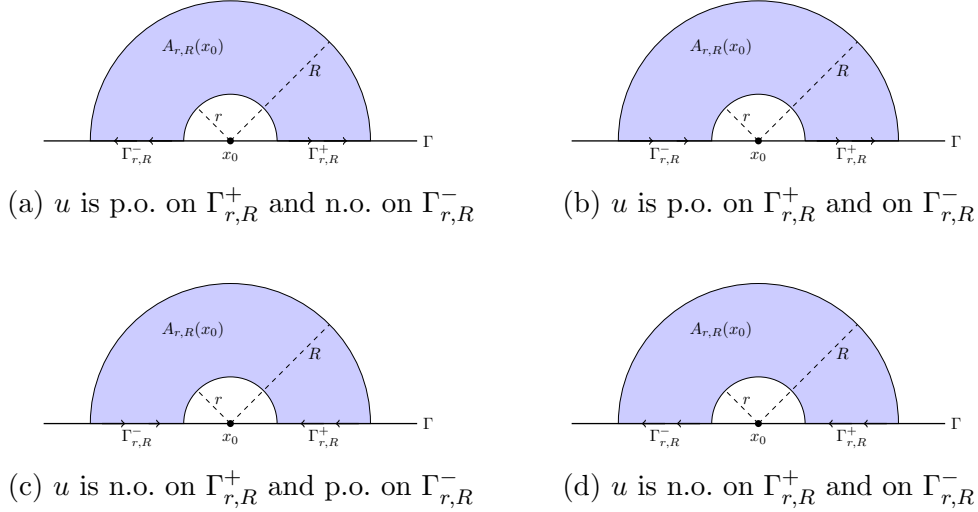 A_{r,R}(x_0) R r Γ^-_{r,R} x_0 Γ^+_{r,R} Γ
A_{r,R}(x_0) R r Γ^-_{r,R} x_0 Γ^+_{r,R} Γ
(a) u is p.o. on Γ^+_{r,R} and n.o. on Γ^-_{r,R}
(b) u is p.o. on Γ^+_{r,R} and on Γ^-_{r,R}
A_{r,R}(x_0) R r Γ^-_{r,R} x_0 Γ^+_{r,R} Γ
A_{r,R}(x_0) R r Γ^-_{r,R} x_0 Γ^+_{r,R} Γ
(c) u is n.o. on Γ^+_{r,R} and p.o. on Γ^-_{r,R}
(d) u is n.o. on Γ^+_{r,R} and on Γ^-_{r,R}